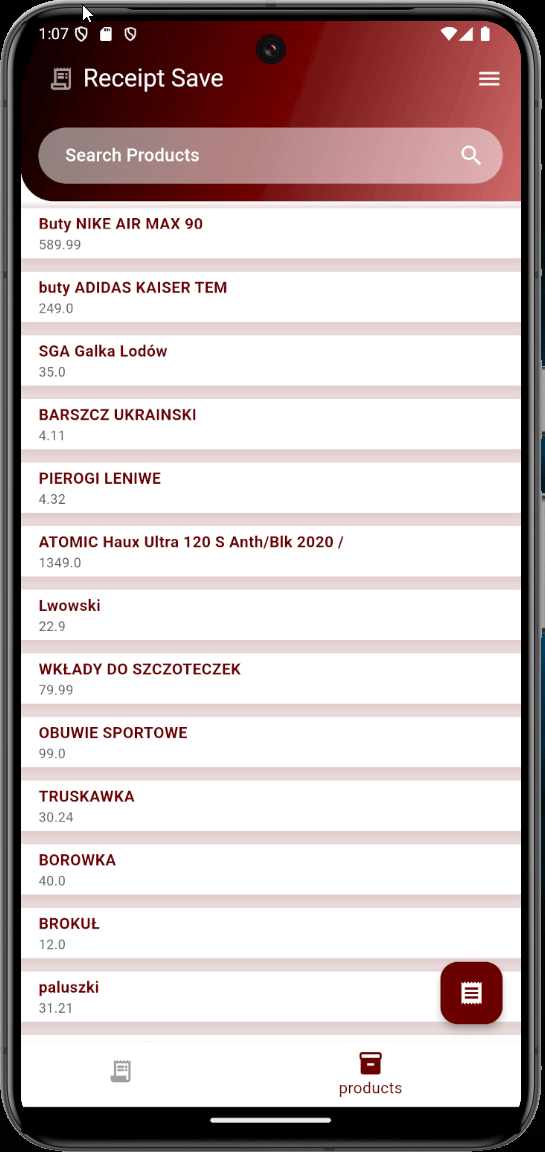 1:07
Receipt Save
Search Products
Buty NIKE AIR MAX 90
589.99
buty ADIDAS KAISER TEM
249.0
SGA Galka Lodów
35.0
BARSZCZ UKRAINSKI
4.11
PIEROGI LENIWE
4.32
ATOMIC Haux Ultra 120 S Anth/Blk 2020 /
1349.0
Lwowski
22.9
WKŁADY DO SZCZOTECZEK
79.99
OBUWIE SPORTOWE
99.0
TRUSKAWKA
30.24
BOROWKA
40.0
BROKUŁ
12.0
paluszki
31.21
products